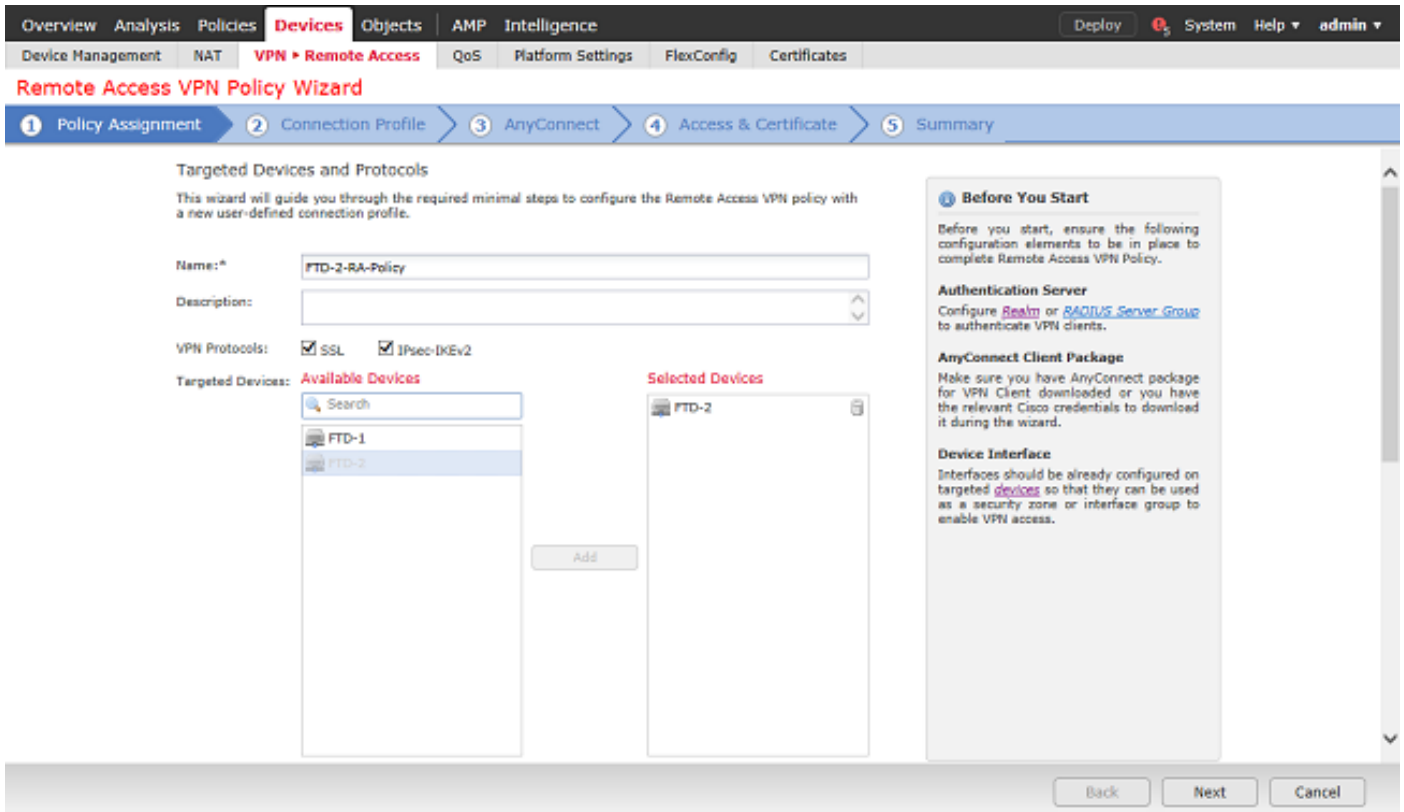 Overview Analysis Policies Devices Objects AMP Intelligence Deploy 5 System Help ▾ admin ▾
Device Management NAT VPN ▸ Remote Access QoS Platform Settings FlexConfig Certificates
Remote Access VPN Policy Wizard
1 Policy Assignment 2 Connection Profile 3 AnyConnect 4 Access & Certificate 5 Summary
Targeted Devices and Protocols
This wizard will guide you through the required minimal steps to configure the Remote Access VPN policy with
a new user-defined connection profile.
Name:* FTD-2-RA-Policy
Description:
VPN Protocols: SSL IPsec-IKEv2
Targeted Devices: Available Devices Selected Devices
Search
FTD-1
FTD-2
FTD-2
Add
Before You Start
Before you start, ensure the following
configuration elements to be in place to
complete Remote Access VPN Policy.
Authentication Server
Configure Realm or RADIUS Server Group
to authenticate VPN clients.
AnyConnect Client Package
Make sure you have AnyConnect package
for VPN Client downloaded or you have
the relevant Cisco credentials to download
it during the wizard.
Device Interface
Interfaces should be already configured on
targeted devices so that they can be used
as a security zone or interface group to
enable VPN access.
Back Next Cancel